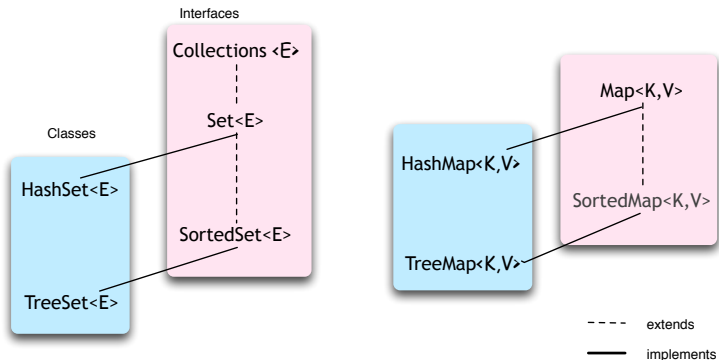 Interfaces
Collections <E>
Set<E>
Classes
HashSet<E>
SortedSet<E>
TreeSet<E>
Map<K,V>
HashMap<K,V>
SortedMap<K,V>
TreeMap<K,V>
extends
implements